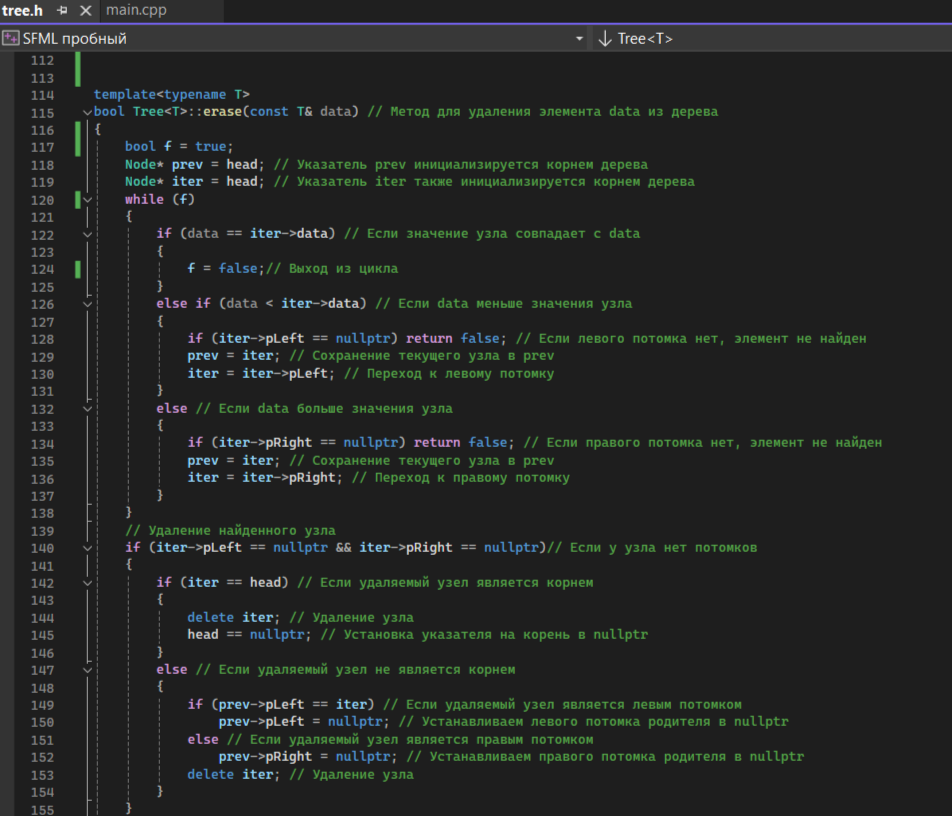 tree.h main.cpp
SFML пробный Tree<T>
112
113
114 template<typename T>
115 bool Tree<T>::erase(const T& data) // Метод для удаления элемента data из дерева
116 {
117 bool f = true;
118 Node* prev = head; // Указатель prev инициализируется корнем дерева
119 Node* iter = head; // Указатель iter также инициализируется корнем дерева
120 while (f)
121 {
122 if (data == iter->data) // Если значение узла совпадает с data
123 {
124 f = false;// Выход из цикла
125 }
126 else if (data < iter->data) // Если data меньше значения узла
127 {
128 if (iter->pLeft == nullptr) return false; // Если левого потомка нет, элемент не найден
129 prev = iter; // Сохранение текущего узла в prev
130 iter = iter->pLeft; // Переход к левому потомку
131 }
132 else // Если data больше значения узла
133 {
134 if (iter->pRight == nullptr) return false; // Если правого потомка нет, элемент не найден
135 prev = iter; // Сохранение текущего узла в prev
136 iter = iter->pRight; // Переход к правому потомку
137 }
138 }
139 // Удаление найденного узла
140 if (iter->pLeft == nullptr && iter->pRight == nullptr)// Если у узла нет потомков
141 {
142 if (iter == head) // Если удаляемый узел является корнем
143 {
144 delete iter; // Удаление узла
145 head == nullptr; // Установка указателя на корень в nullptr
146 }
147 else // Если удаляемый узел не является корнем
148 {
149 if (prev->pLeft == iter) // Если удаляемый узел является левым потомком
150 prev->pLeft = nullptr; // Устанавливаем левого потомка родителя в nullptr
151 else // Если удаляемый узел является правым потомком
152 prev->pRight = nullptr; // Устанавливаем правого потомка родителя в nullptr
153 delete iter; // Удаление узла
154 }
155 }